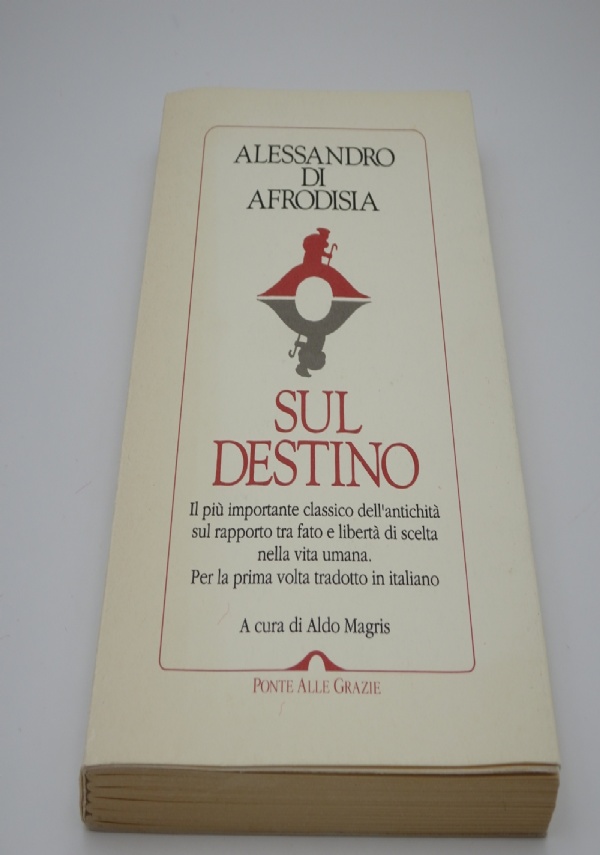 ALESSANDRO
DI
AFRODISIA
SUL
DESTINO
Il più importante classico dell'antichità
sul rapporto tra fato e libertà di scelta
nella vita umana.
Per la prima volta tradotto in italiano
A cura di Aldo Magris
PONTE ALLE GRAZIE